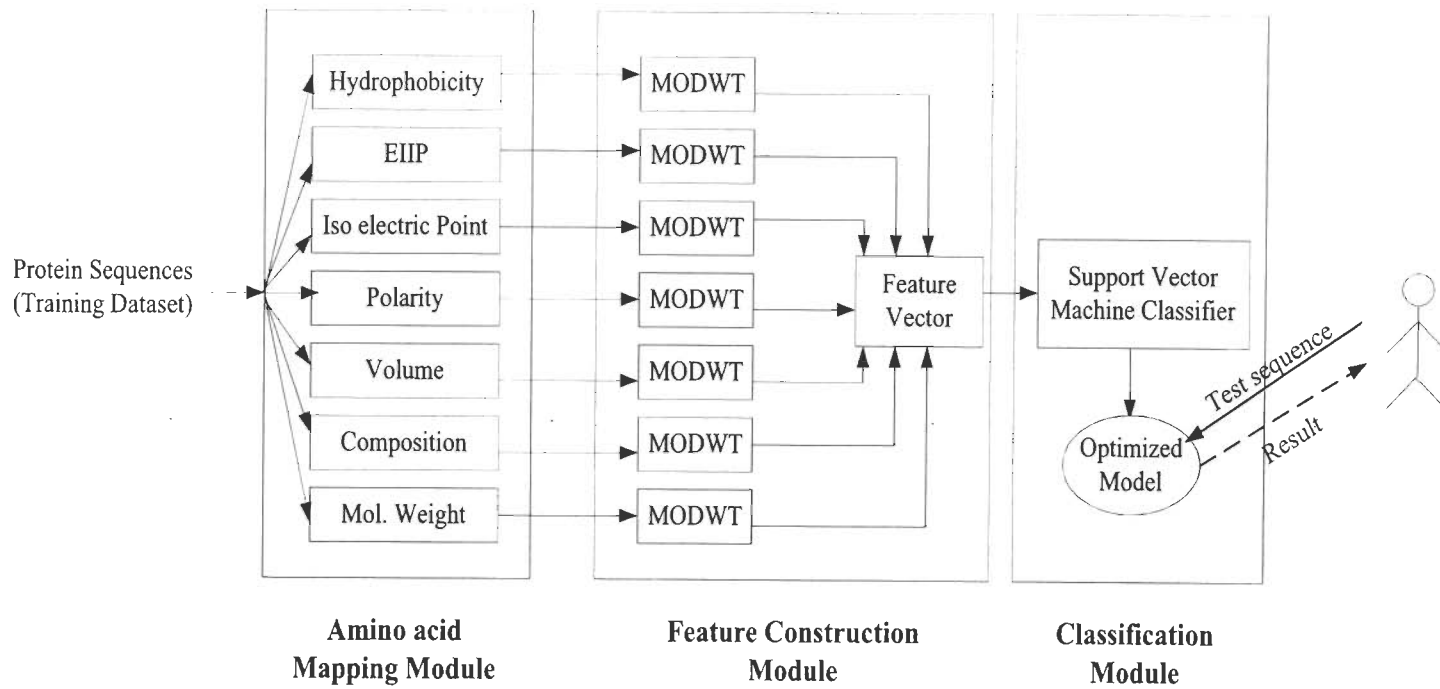 Protein Sequences
(Training Dataset)
Hydrophobicity
EIIP
Iso electric Point
Polarity
Volume
Composition
Mol. Weight
MODWT
MODWT
MODWT
MODWT
MODWT
MODWT
MODWT
Feature
Vector
Support Vector
Machine Classifier
Optimized
Model
Test sequence
Result
Amino acid
Mapping Module
Feature Construction
Module
Classification
Module